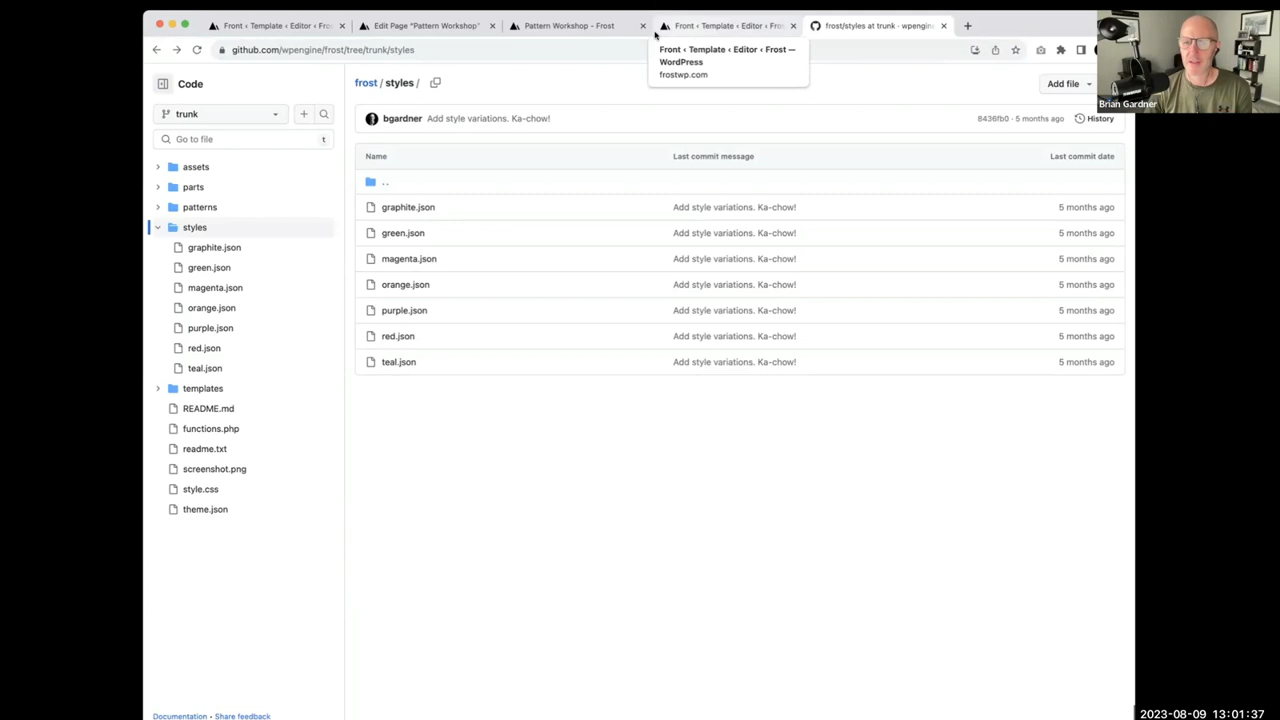 Front ‹ Template ‹ Editor ‹ Fro
Edit Page "Pattern Workshop"
Pattern Workshop - Frost
Front ‹ Template ‹ Editor ‹ Fros
frost/styles at trunk · wpengine
github.com/wpengine/frost/tree/trunk/styles
Front ‹ Template ‹ Editor ‹ Frost —
WordPress
frostwp.com
Brian Gardner
Code
frost / styles /
Add file
trunk
Go to file
t
bgardner Add style variations. Ka-chow!
8436fb0 · 5 months ago
History
Name
Last commit message
Last commit date
..
graphite.json Add style variations. Ka-chow! 5 months ago
green.json Add style variations. Ka-chow! 5 months ago
magenta.json Add style variations. Ka-chow! 5 months ago
orange.json Add style variations. Ka-chow! 5 months ago
purple.json Add style variations. Ka-chow! 5 months ago
red.json Add style variations. Ka-chow! 5 months ago
teal.json Add style variations. Ka-chow! 5 months ago
assets
parts
patterns
styles
graphite.json
green.json
magenta.json
orange.json
purple.json
red.json
teal.json
templates
README.md
functions.php
readme.txt
screenshot.png
style.css
theme.json
Documentation • Share feedback
2023-08-09 13:01:37